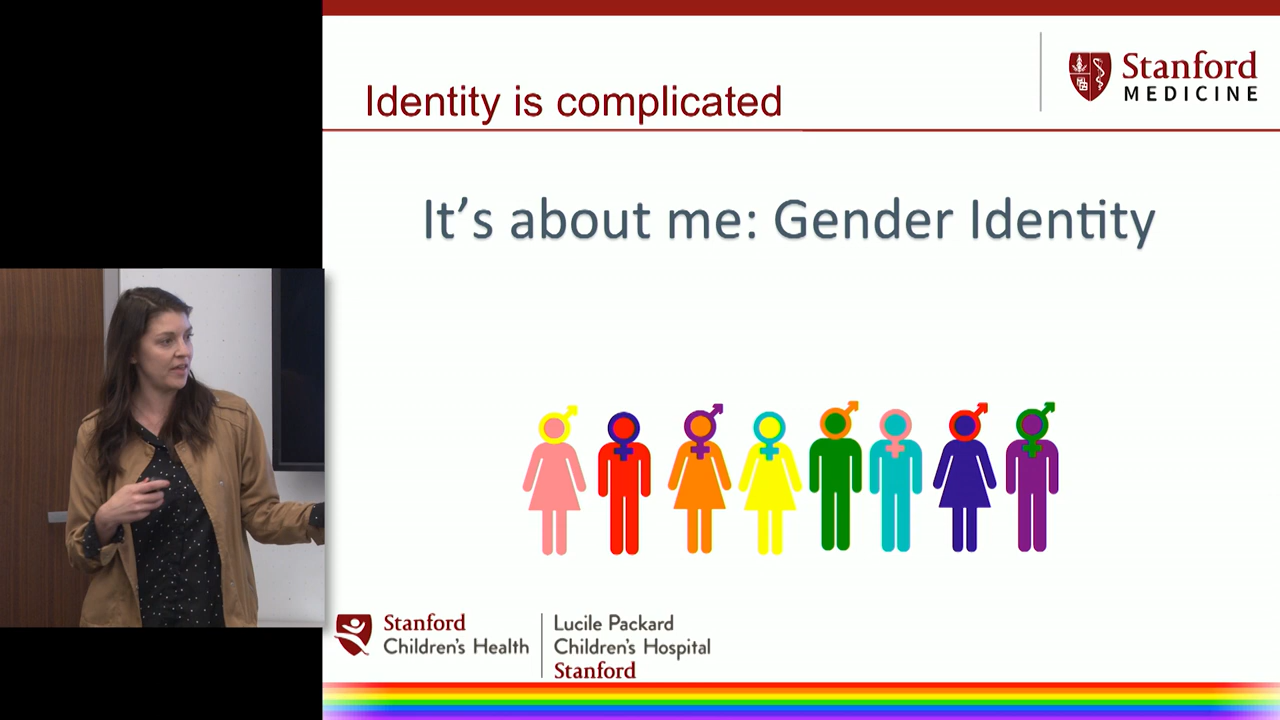 Identity is complicated
Stanford
MEDICINE
It's about me: Gender Identity
Stanford
Children's Health
Lucile Packard
Children's Hospital
Stanford